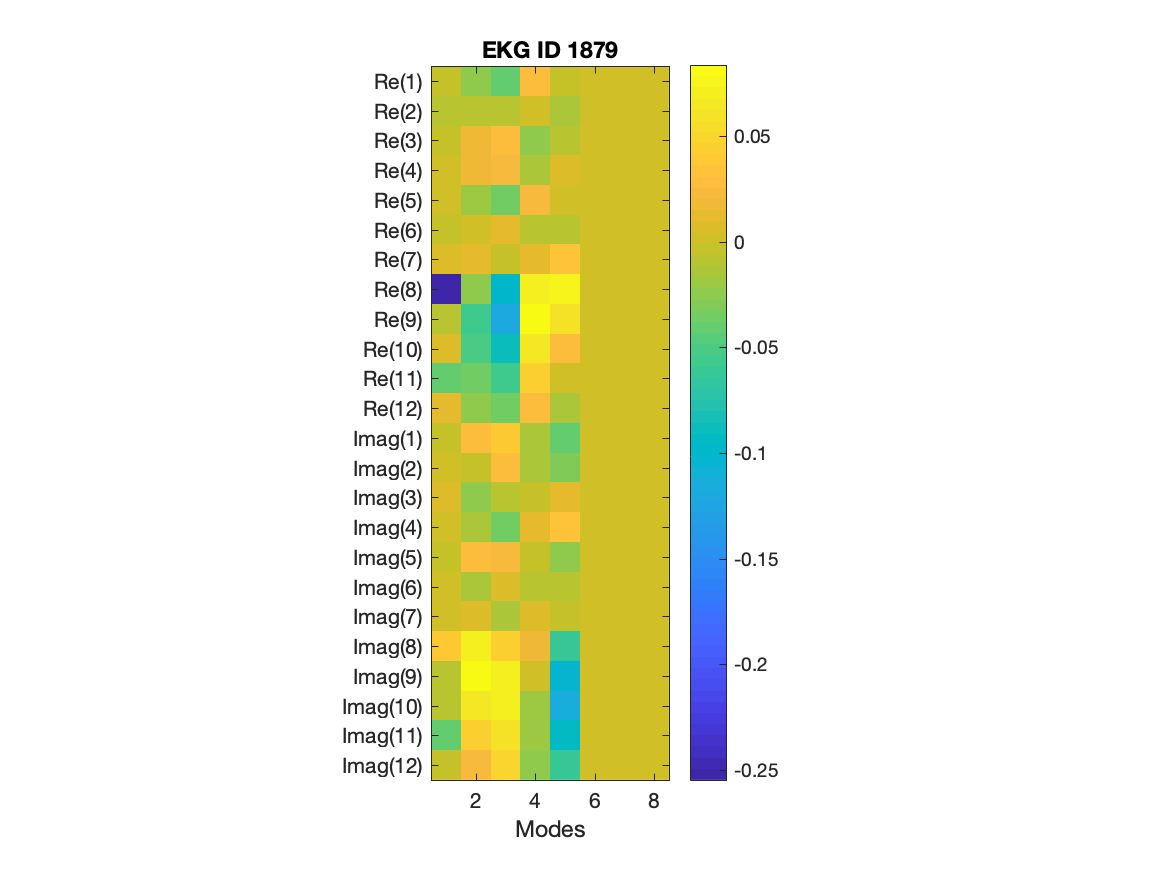 EKG ID 1879
Re(1)
Re(2)
Re(3)
Re(4)
Re(5)
Re(6)
Re(7)
Re(8)
Re(9)
Re(10)
Re(11)
Re(12)
Imag(1)
Imag(2)
Imag(3)
Imag(4)
Imag(5)
Imag(6)
Imag(7)
Imag(8)
Imag(9)
Imag(10)
Imag(11)
Imag(12)
2 4 6 8
Modes
0.05
0
-0.05
-0.1
-0.15
-0.2
-0.25